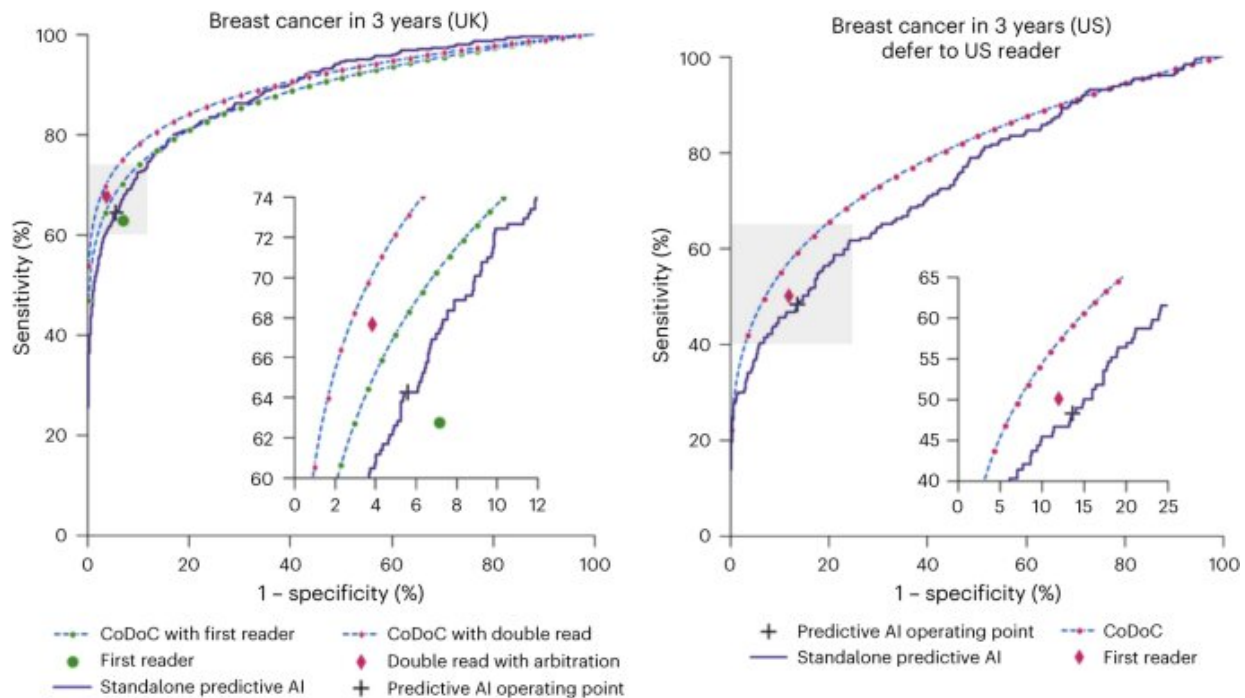 Breast cancer in 3 years (UK)
100
80
60
40
20
0
Sensitivity (%)
74
72
70
68
66
64
62
60
0 2 4 6 8 10 12
0 20 40 60 80 100
1 – specificity (%)
CoDoC with first reader
CoDoC with double read
First reader
Double read with arbitration
Standalone predictive AI
Predictive AI operating point
Breast cancer in 3 years (US)
defer to US reader
100
80
60
40
20
0
Sensitivity (%)
65
60
55
50
45
40
0 5 10 15 20 25
0 20 40 60 80 100
1 – specificity (%)
Predictive AI operating point
CoDoC
Standalone predictive AI
First reader